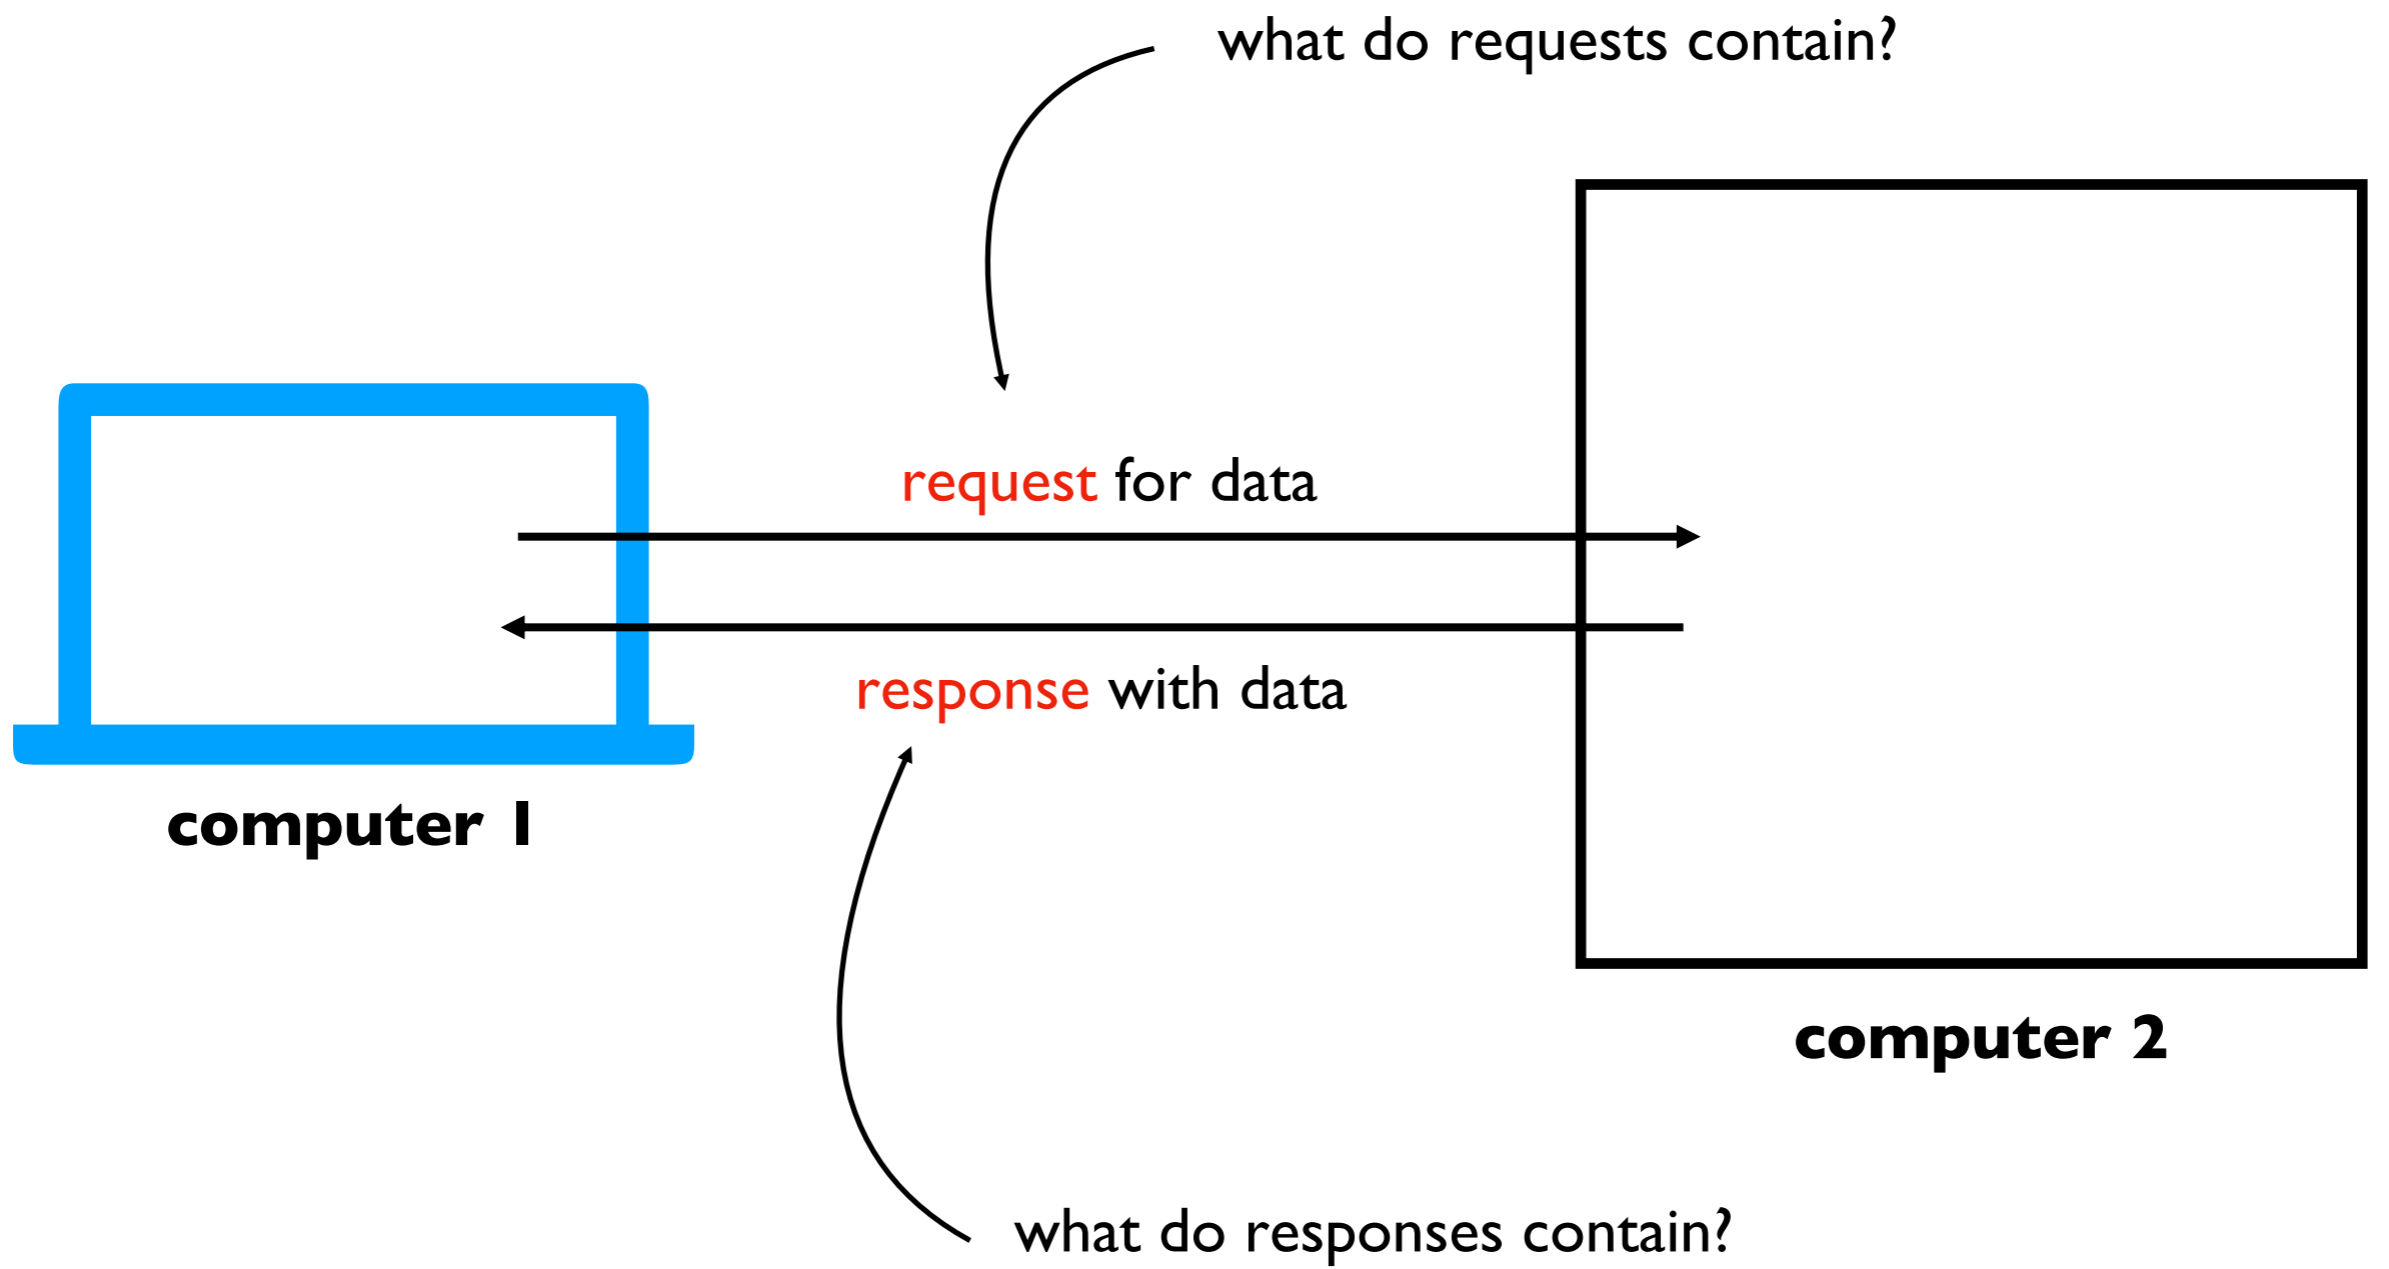 what do requests contain?
request for data
response with data
computer 1
computer 2
what do responses contain?